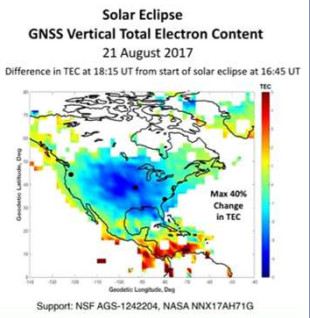 Solar Eclipse
GNSS Vertical Total Electron Content
21 August 2017
Difference in TEC at 18:15 UT from start of solar eclipse at 16:45 UT
TEC
Geodetic Latitude, Deg
Max 40%
Change
in TEC
Geodetic Longitude, Deg
Support: NSF AGS-1242204, NASA NNX17AH71G